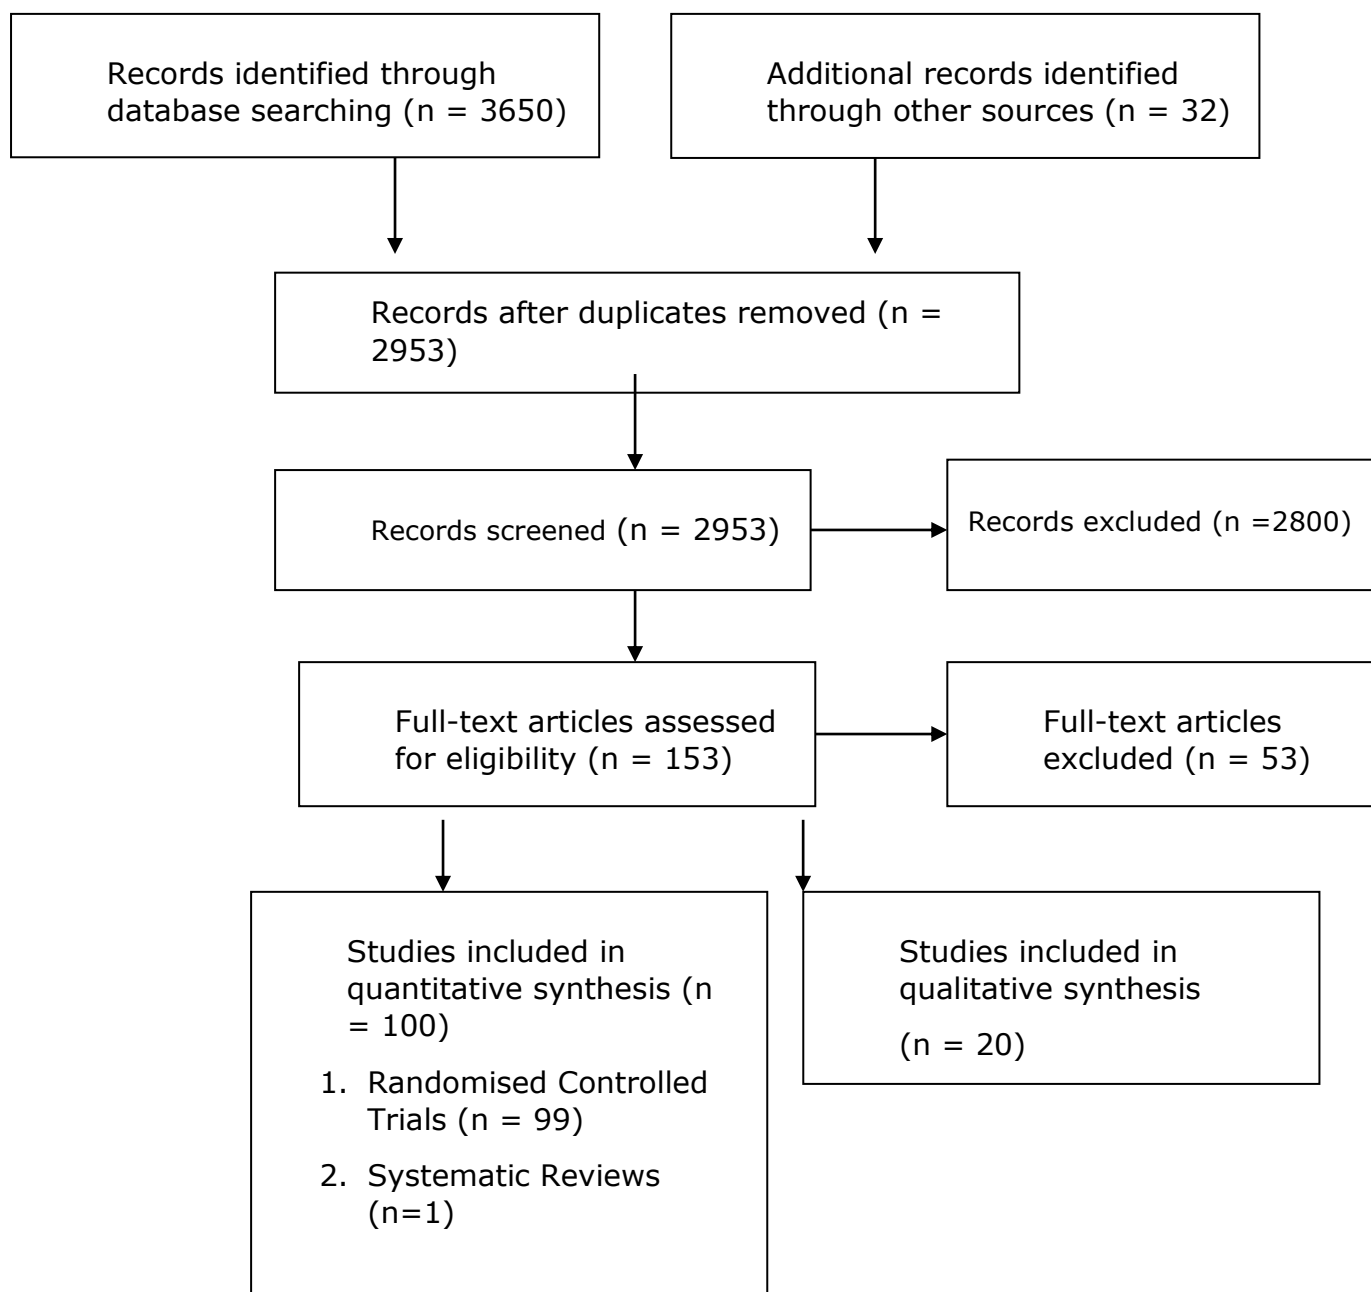 Records identified through
database searching (n = 3650)
Additional records identified
through other sources (n = 32)
Records after duplicates removed (n =
2953)
Records screened (n = 2953)
Records excluded (n =2800)
Full-text articles assessed
for eligibility (n = 153)
Full-text articles
excluded (n = 53)
Studies included in
quantitative synthesis (n
= 100)
1. Randomised Controlled
Trials (n = 99)
2. Systematic Reviews
(n=1)
Studies included in
qualitative synthesis
(n = 20)